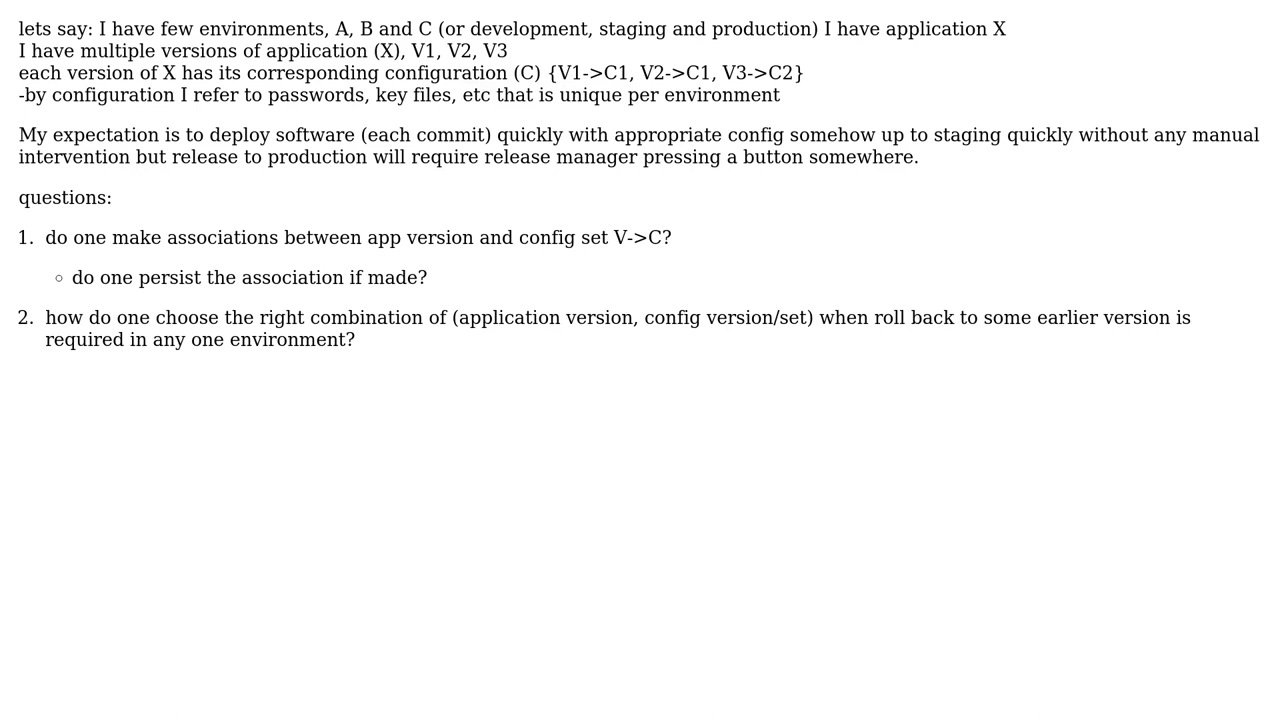 lets say: I have few environments, A, B and C (or development, staging and production) I have application X
I have multiple versions of application (X), V1, V2, V3
each version of X has its corresponding configuration (C) {V1->C1, V2->C1, V3->C2}
-by configuration I refer to passwords, key files, etc that is unique per environment
My expectation is to deploy software (each commit) quickly with appropriate config somehow up to staging quickly without any manual
intervention but release to production will require release manager pressing a button somewhere.
questions:
1. do one make associations between app version and config set V->C?
◦ do one persist the association if made?
2. how do one choose the right combination of (application version, config version/set) when roll back to some earlier version is
required in any one environment?